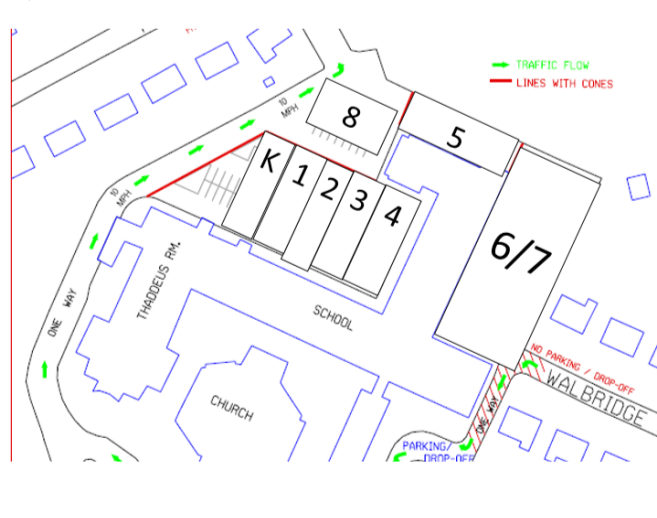 TRAFFIC FLOW
LINES WITH CONES
10
MPH
8
5
K
1
2
3
4
10
MPH
6/7
THADDEUS RM.
ONE WAY
SCHOOL
NO PARKING / DROP-OFF
WALBRIDGE
CHURCH
ONE WAY
PARKING/
DROP-OFF